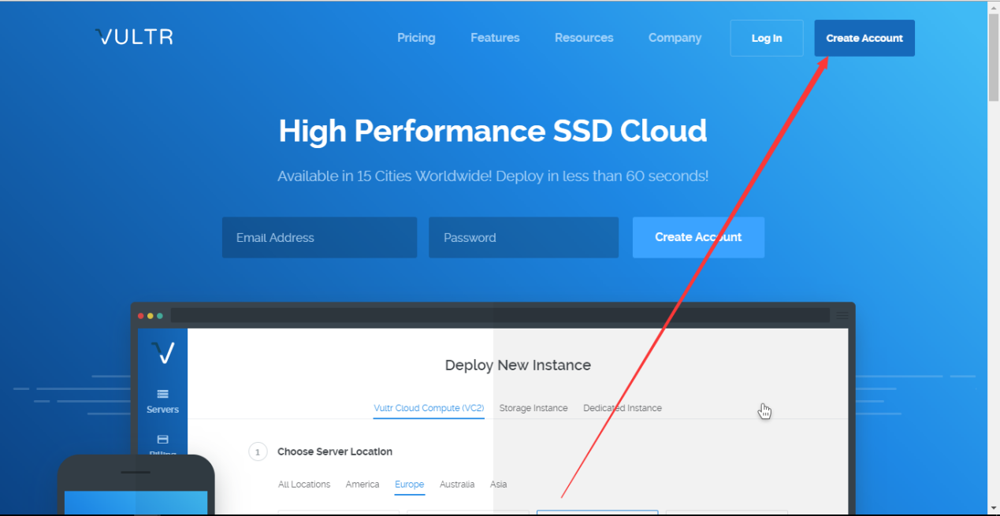 VULTR
Pricing Features Resources Company Log In Create Account
High Performance SSD Cloud
Available in 15 Cities Worldwide! Deploy in less than 60 seconds!
Email Address Password Create Account
Deploy New Instance
Servers
Vultr Cloud Compute (VC2) Storage Instance Dedicated Instance
Billing
1 Choose Server Location
All Locations America Europe Australia Asia